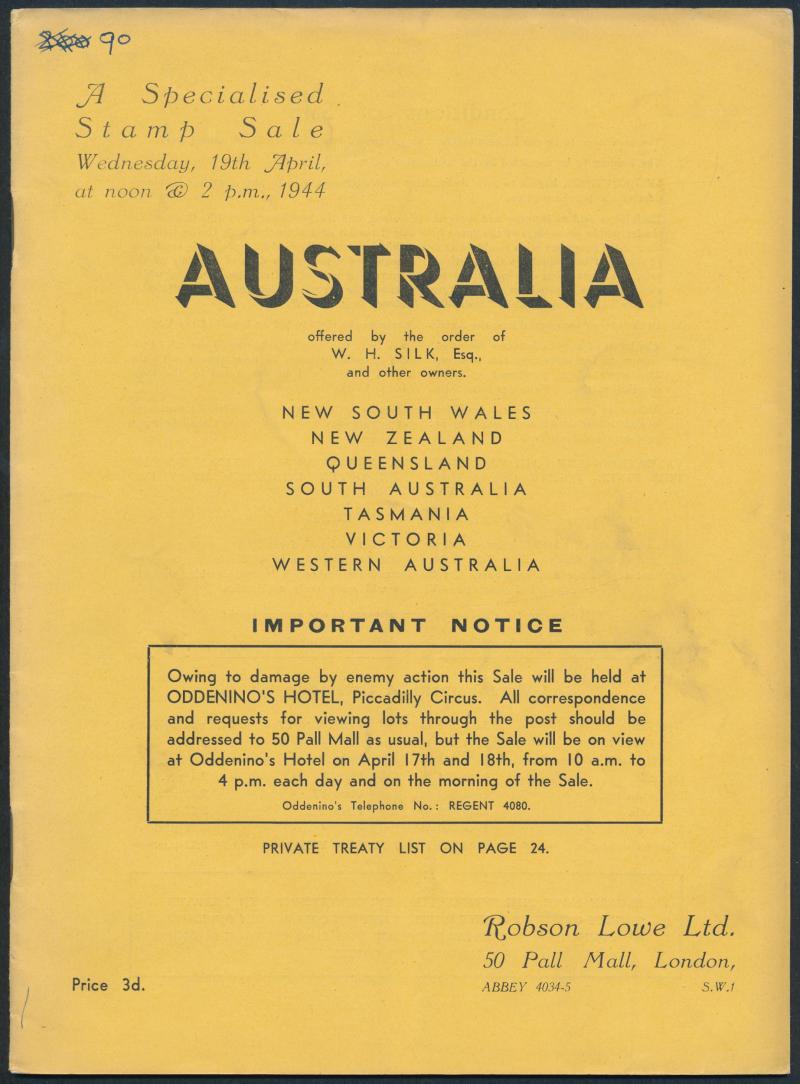 90
A Specialised
Stamp Sale
Wednesday, 19th April,
at noon & 2 p.m., 1944
AUSTRALIA
offered by the order of
W. H. SILK, Esq.,
and other owners.
NEW SOUTH WALES
NEW ZEALAND
QUEENSLAND
SOUTH AUSTRALIA
TASMANIA
VICTORIA
WESTERN AUSTRALIA
IMPORTANT NOTICE
Owing to damage by enemy action this Sale will be held at
ODDENINO'S HOTEL, Piccadilly Circus. All correspondence
and requests for viewing lots through the post should be
addressed to 50 Pall Mall as usual, but the Sale will be on view
at Oddenino's Hotel on April 17th and 18th, from 10 a.m. to
4 p.m. each day and on the morning of the Sale.
Oddenino's Telephone No.: REGENT 4080.
PRIVATE TREATY LIST ON PAGE 24.
Robson Lowe Ltd.
50 Pall Mall, London,
ABBEY 4034-5 S.W.1
Price 3d.